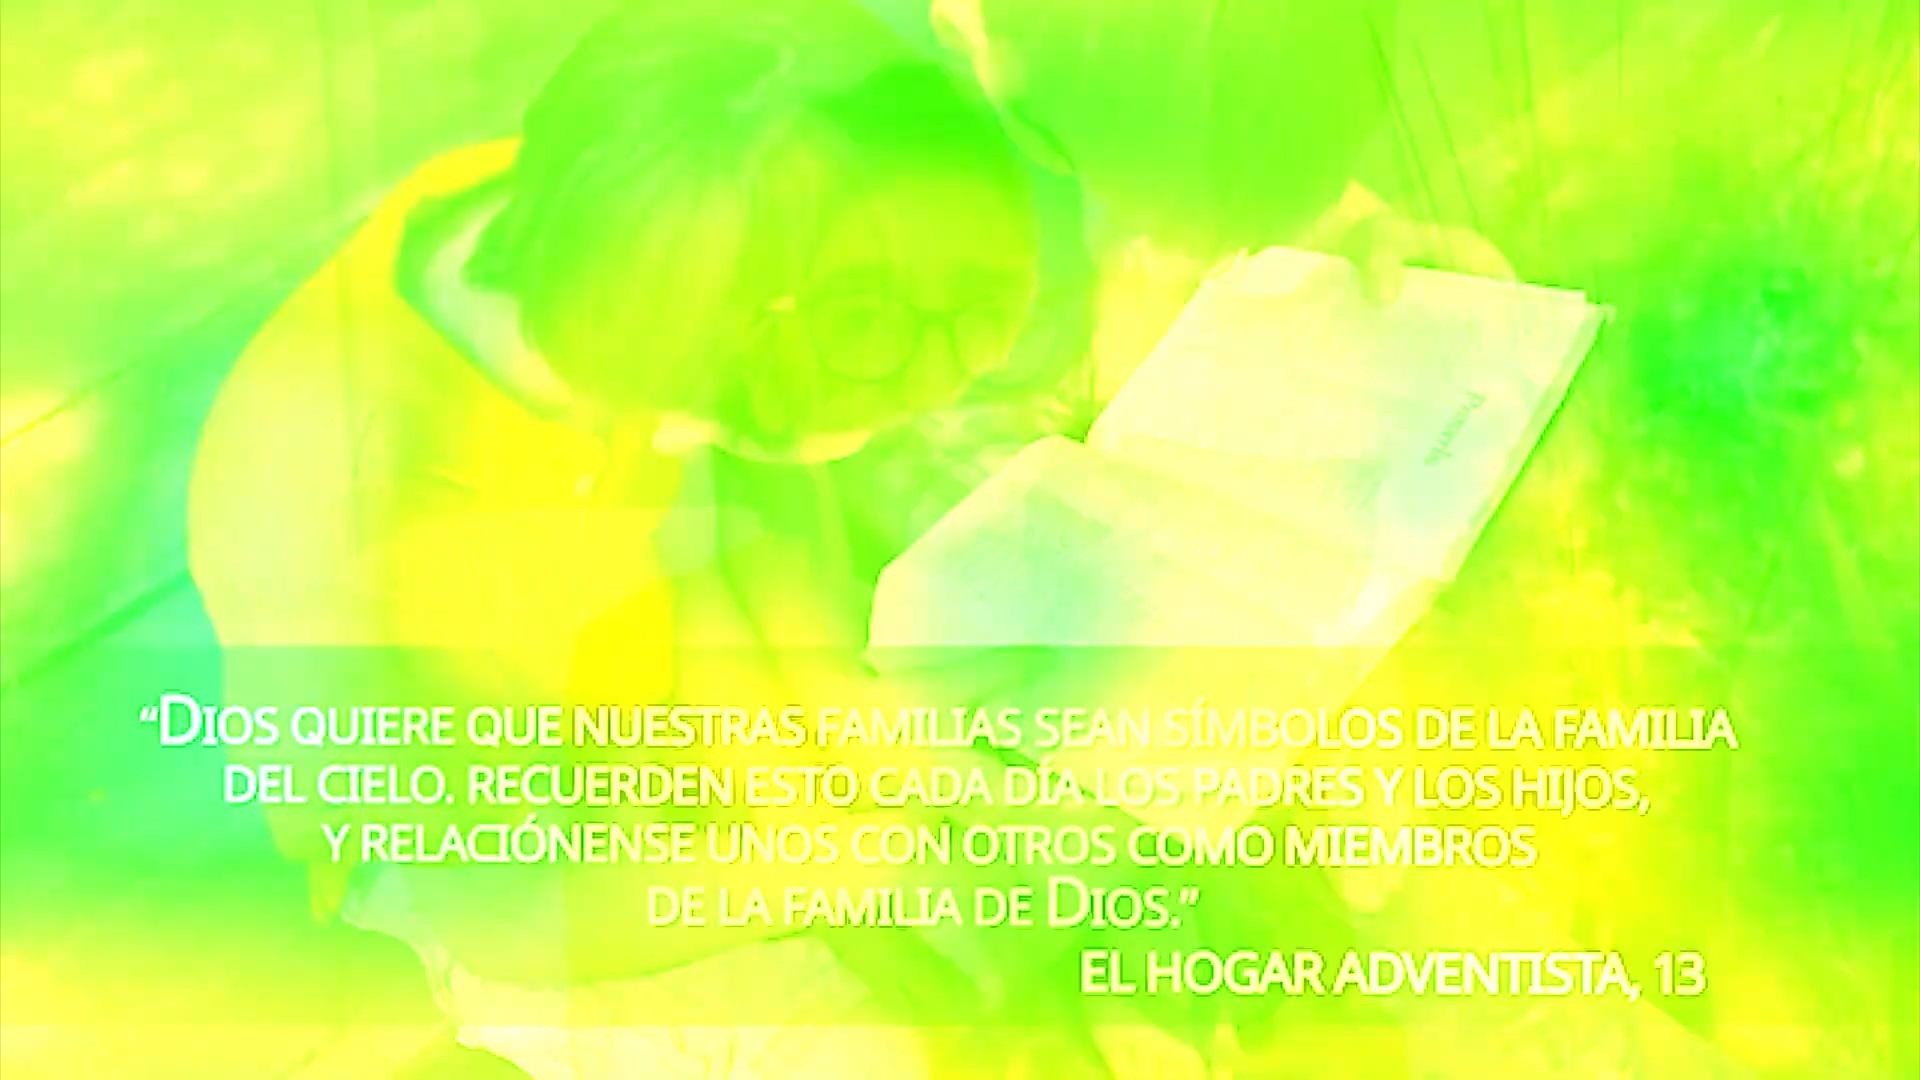 “DIOS QUIERE QUE NUESTRAS FAMILIAS SEAN SÍMBOLOS DE LA FAMILIA
DEL CIELO. RECUERDEN ESTO CADA DÍA LOS PADRES Y LOS HIJOS,
Y RELACIÓNENSE UNOS CON OTROS COMO MIEMBROS
DE LA FAMILIA DE DIOS.”
EL HOGAR ADVENTISTA, 13